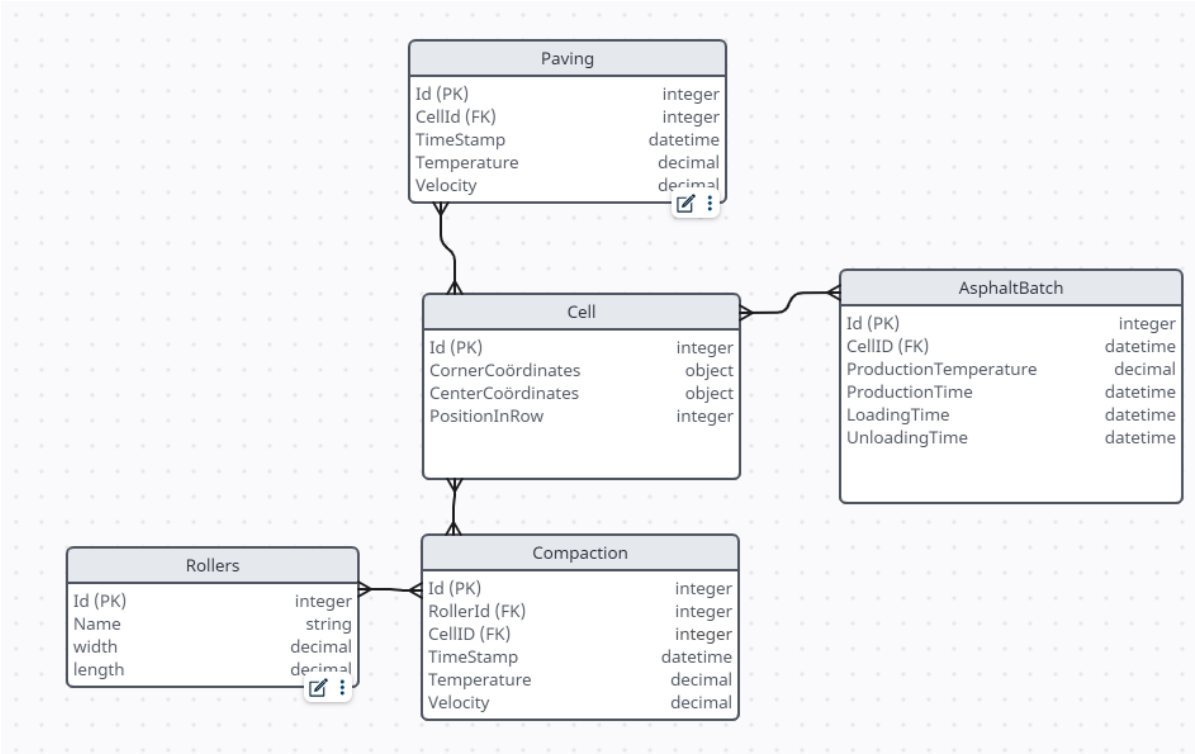 Paving
Id (PK) integer
CellId (FK) integer
TimeStamp datetime
Temperature decimal
Velocity decimal
Cell
Id (PK) integer
CornerCoördinates object
CenterCoördinates object
PositionInRow integer
AsphaltBatch
Id (PK) integer
CellID (FK) datetime
ProductionTemperature decimal
ProductionTime datetime
LoadingTime datetime
UnloadingTime datetime
Rollers
Id (PK) integer
Name string
width decimal
length decimal
Compaction
Id (PK) integer
RollerId (FK) integer
CellID (FK) integer
TimeStamp datetime
Temperature decimal
Velocity decimal